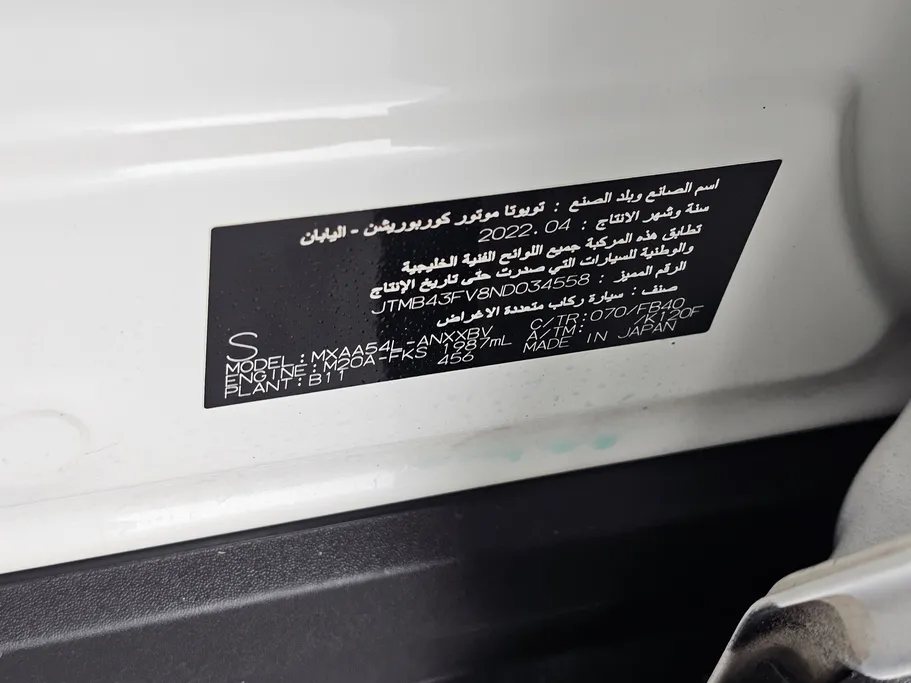 اسم الصانع وبلد الصنع : تويوتا موتور كوربوريشن - اليابان
سنة وشهر الانتاج : 2022.04
تطابق هذه المركبة جميع اللوائح الفنية الخليجية
والوطنية للسيارات التي صدرت حتى تاريخ الإنتاج
الرقم المميز : JTMB43FV8ND034558
صنف : سيارة ركاب متعددة الاغراض
S
MODEL:MXAA54L-ANXXBV C/TR:070/FB40
ENGINE:M20A-FKS 1987mL A/TM: /K120F
PLANT:B11 456 MADE IN JAPAN